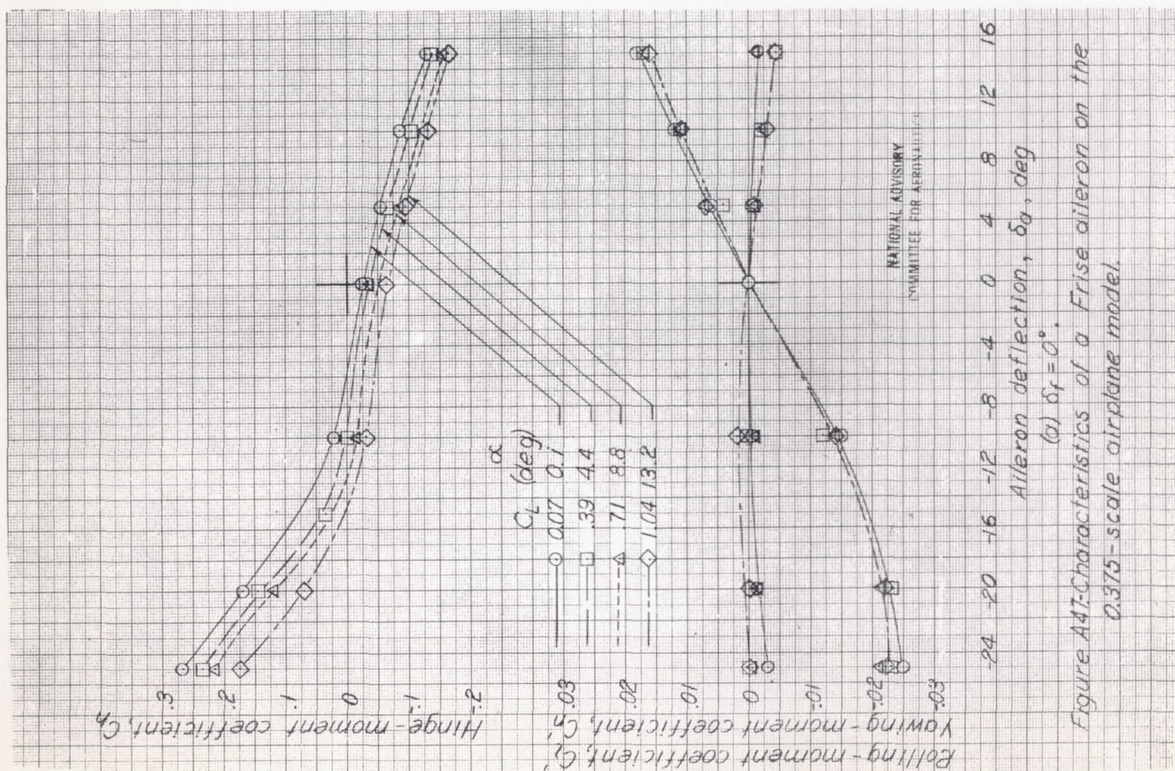 Hinge-moment coefficient, Ch
.3
.2
.1
0
-.1
-.2
CL α (deg)
0.07 0.1
.39 4.4
.71 8.8
1.04 13.2
Rolling-moment coefficient, Cl'
Yawing-moment coefficient, Cn'
.03
.02
.01
0
-.01
-.02
-.03
NATIONAL ADVISORY
COMMITTEE FOR AERONAUTICS
-24 -20 -16 -12 -8 -4 0 4 8 12 16
Aileron deflection, δa, deg
(a) δf = 0°.
Figure A47-Characteristics of a Frise aileron on the
0.375-scale airplane model.